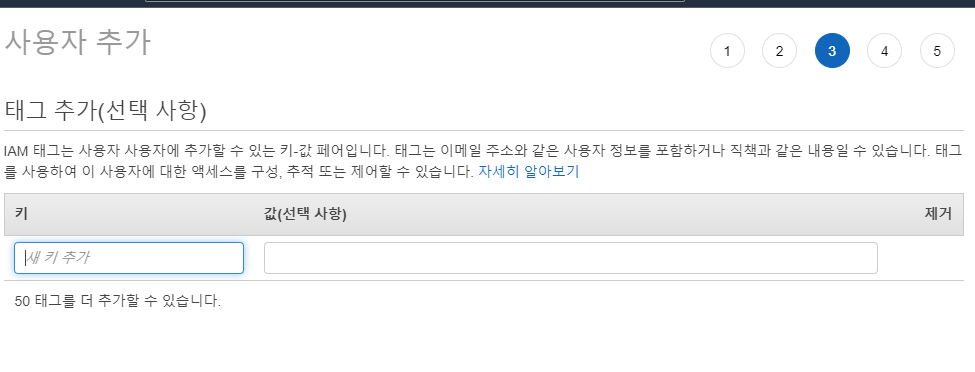 사용자 추가
1 2 3 4 5
태그 추가(선택 사항)
IAM 태그는 사용자 사용자에 추가할 수 있는 키-값 페어입니다. 태그는 이메일 주소와 같은 사용자 정보를 포함하거나 직책과 같은 내용일 수 있습니다. 태그
를 사용하여 이 사용자에 대한 액세스를 구성, 추적 또는 제어할 수 있습니다. 자세히 알아보기
키 값(선택 사항) 제거
새 키 추가
50 태그를 더 추가할 수 있습니다.